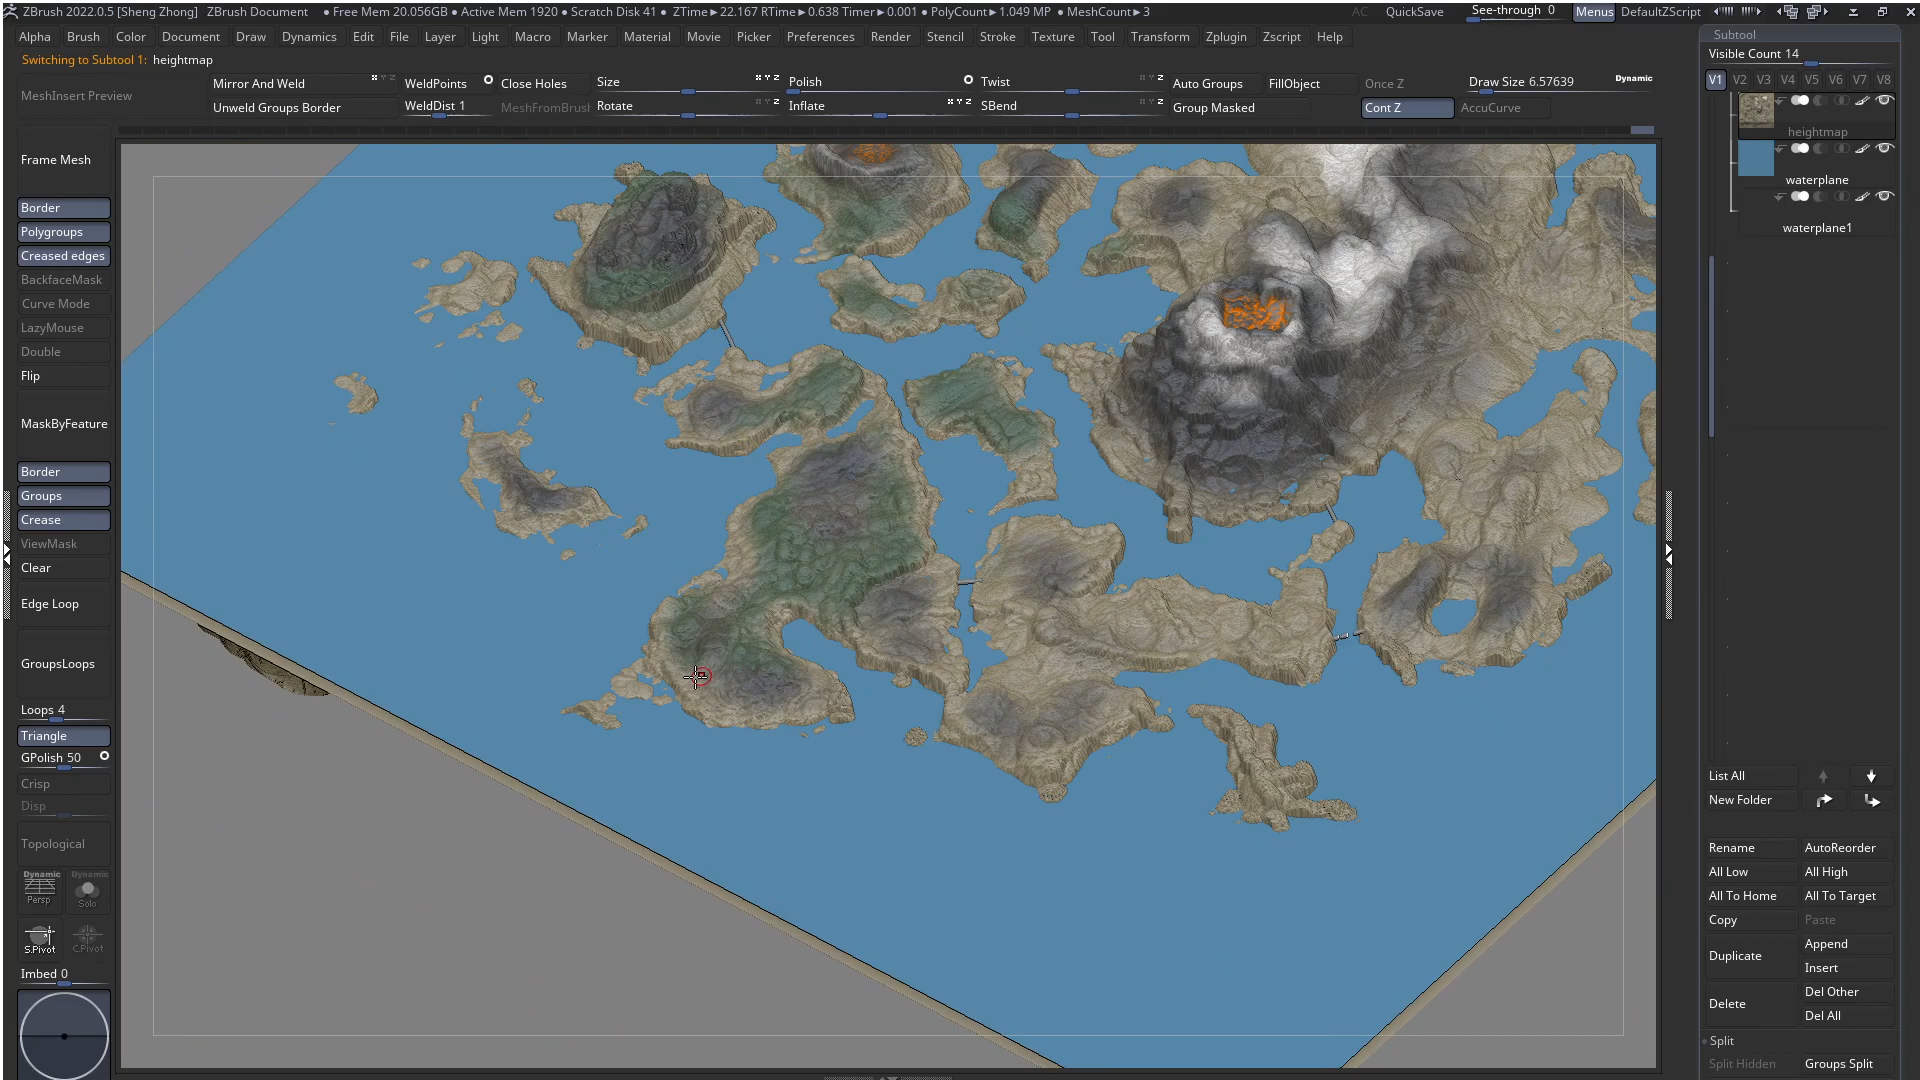 ZBrush 2022.0.5 [Sheng Zhong] ZBrush Document ● Free Mem 20.056GB ● Active Mem 1920 ● Scratch Disk 41 ● ZTime►22.167 RTime►0.638 Timer►0.001 ● PolyCount►1.049 MP ● MeshCount►3 AC QuickSave See-through 0 Menus DefaultZScript
Alpha Brush Color Document Draw Dynamics Edit File Layer Light Macro Marker Material Movie Picker Preferences Render Stencil Stroke Texture Tool Transform Zplugin Zscript Help
Switching to Subtool 1: heightmap
MeshInsert Preview
Mirror And Weld WeldPoints Close Holes Size Polish Twist Auto Groups FillObject Once Z Draw Size 6.57639 Dynamic
Unweld Groups Border WeldDist 1 MeshFromBrush Rotate Inflate SBend Group Masked Cont Z AccuCurve
Frame Mesh
Border
Polygroups
Creased edges
BackfaceMask
Curve Mode
LazyMouse
Double
Flip
MaskByFeature
Border
Groups
Crease
ViewMask
Clear
Edge Loop
GroupsLoops
Loops 4
Triangle
GPolish 50
Crisp
Disp
Topological
Dynamic Dynamic
Persp Solo
S.Pivot C.Pivot
Imbed 0
Subtool
Visible Count 14
V1 V2 V3 V4 V5 V6 V7 V8
heightmap
waterplane
waterplane1
List All
New Folder
Rename AutoReorder
All Low All High
All To Home All To Target
Copy Paste
Duplicate Append
Insert
Delete Del Other
Del All
Split
Split Hidden Groups Split